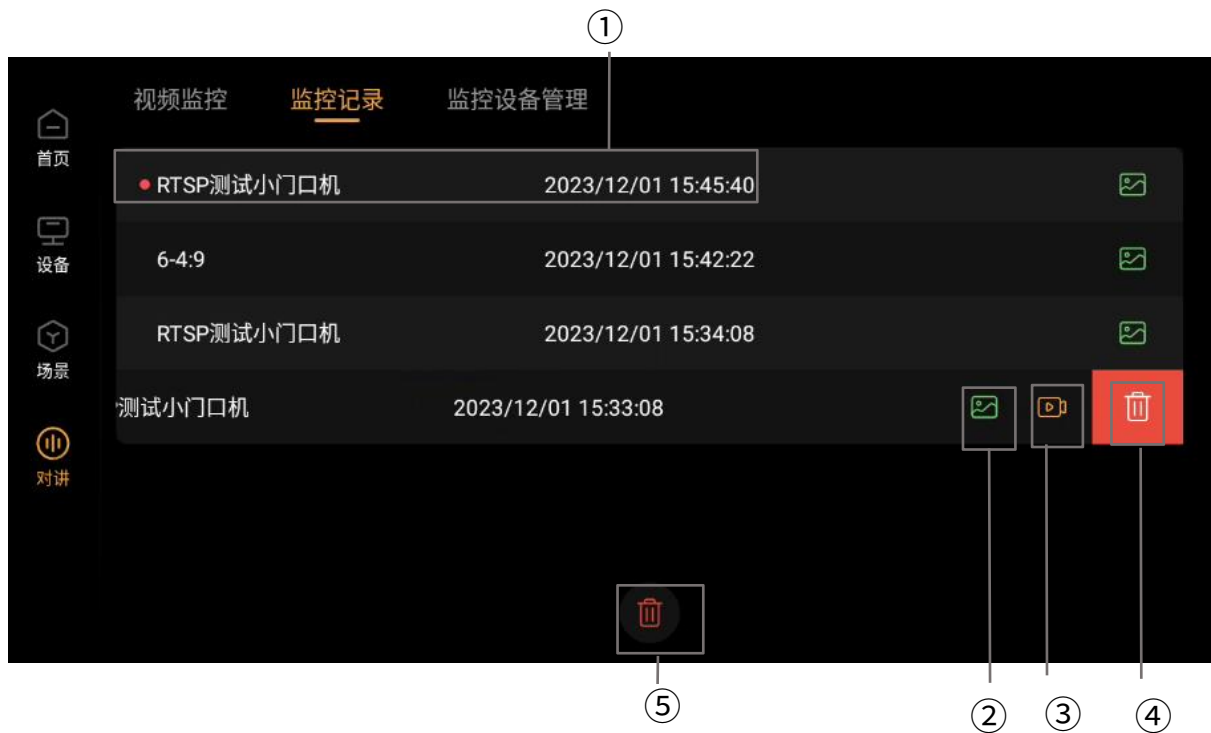 ①
视频监控 监控记录 监控设备管理
首页
RTSP测试小门口机 2023/12/01 15:45:40
设备
6-4:9 2023/12/01 15:42:22
场景
RTSP测试小门口机 2023/12/01 15:34:08
测试小门口机 2023/12/01 15:33:08
对讲
⑤
②
③
④